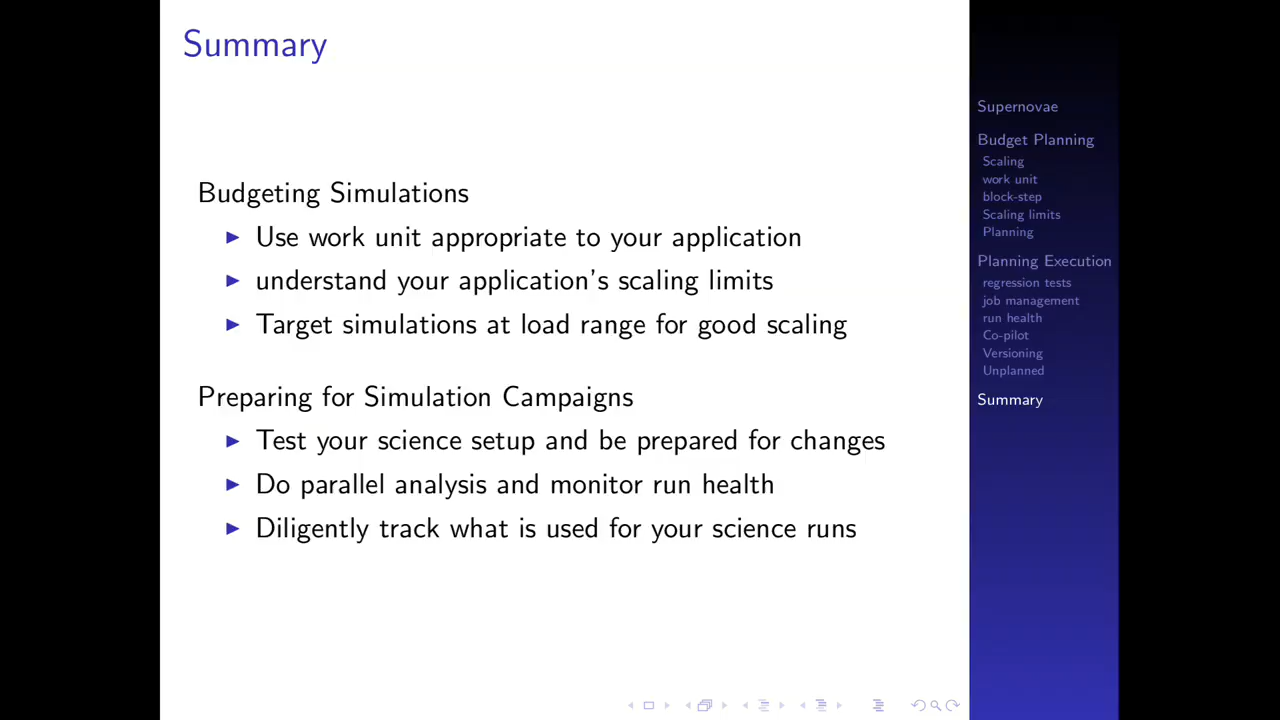 Summary
Budgeting Simulations
Use work unit appropriate to your application
understand your application's scaling limits
Target simulations at load range for good scaling
Preparing for Simulation Campaigns
Test your science setup and be prepared for changes
Do parallel analysis and monitor run health
Diligently track what is used for your science runs
Supernovae
Budget Planning
Scaling
work unit
block-step
Scaling limits
Planning
Planning Execution
regression tests
job management
run health
Co-pilot
Versioning
Unplanned
Summary